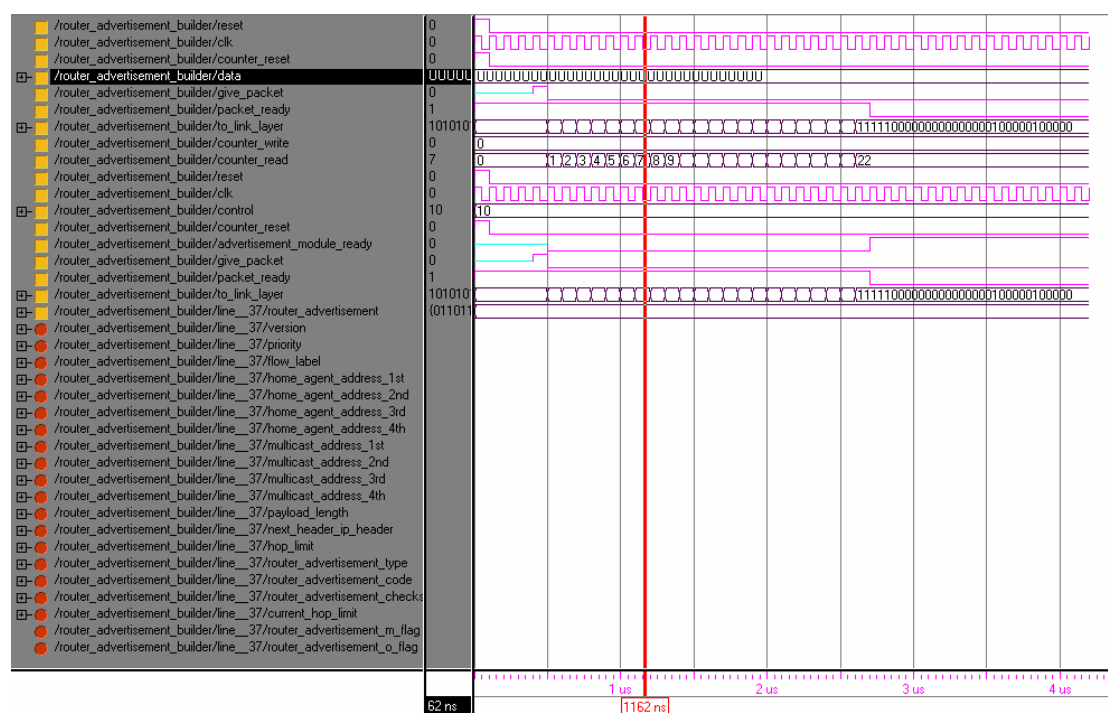 /router_advertisement_builder/reset 0
/router_advertisement_builder/clk 0
/router_advertisement_builder/counter_reset 0
/router_advertisement_builder/data UUUUU UUUUUUUUUUUUUUUUUUUUUUUUUUUUUUUU
/router_advertisement_builder/give_packet 0
/router_advertisement_builder/packet_ready 1
/router_advertisement_builder/to_link_layer 101010 11111100000000000000000100000100000
/router_advertisement_builder/counter_write 0 0
/router_advertisement_builder/counter_read 7 0 1 2 3 4 5 6 7 8 9 22
/router_advertisement_builder/reset 0
/router_advertisement_builder/clk 0
/router_advertisement_builder/control 10 10
/router_advertisement_builder/counter_reset 0
/router_advertisement_builder/advertisement_module_ready 0
/router_advertisement_builder/give_packet 0
/router_advertisement_builder/packet_ready 1
/router_advertisement_builder/to_link_layer 101010 11111100000000000000000100000100000
/router_advertisement_builder/line__37/router_advertisement {011011
/router_advertisement_builder/line__37/version
/router_advertisement_builder/line__37/priority
/router_advertisement_builder/line__37/flow_label
/router_advertisement_builder/line__37/home_agent_address_1st
/router_advertisement_builder/line__37/home_agent_address_2nd
/router_advertisement_builder/line__37/home_agent_address_3rd
/router_advertisement_builder/line__37/home_agent_address_4th
/router_advertisement_builder/line__37/multicast_address_1st
/router_advertisement_builder/line__37/multicast_address_2nd
/router_advertisement_builder/line__37/multicast_address_3rd
/router_advertisement_builder/line__37/multicast_address_4th
/router_advertisement_builder/line__37/payload_length
/router_advertisement_builder/line__37/next_header_ip_header
/router_advertisement_builder/line__37/hop_limit
/router_advertisement_builder/line__37/router_advertisement_type
/router_advertisement_builder/line__37/router_advertisement_code
/router_advertisement_builder/line__37/router_advertisement_checks
/router_advertisement_builder/line__37/current_hop_limit
/router_advertisement_builder/line__37/router_advertisement_m_flag
/router_advertisement_builder/line__37/router_advertisement_o_flag
1 us 2 us 3 us 4 us
62 ns 1162 ns